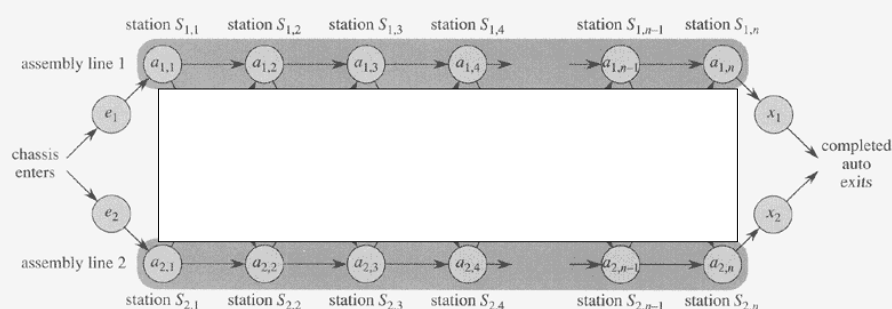 station S1,1 station S1,2 station S1,3 station S1,4 station S1,n–1 station S1,n
assembly line 1 a1,1 a1,2 a1,3 a1,4 a1,n–1 a1,n
e1 x1
chassis
enters
completed
auto
exits
e2 x2
assembly line 2 a2,1 a2,2 a2,3 a2,4 a2,n–1 a2,n
station S2,1 station S2,2 station S2,3 station S2,4 station S2,n–1 station S2,n